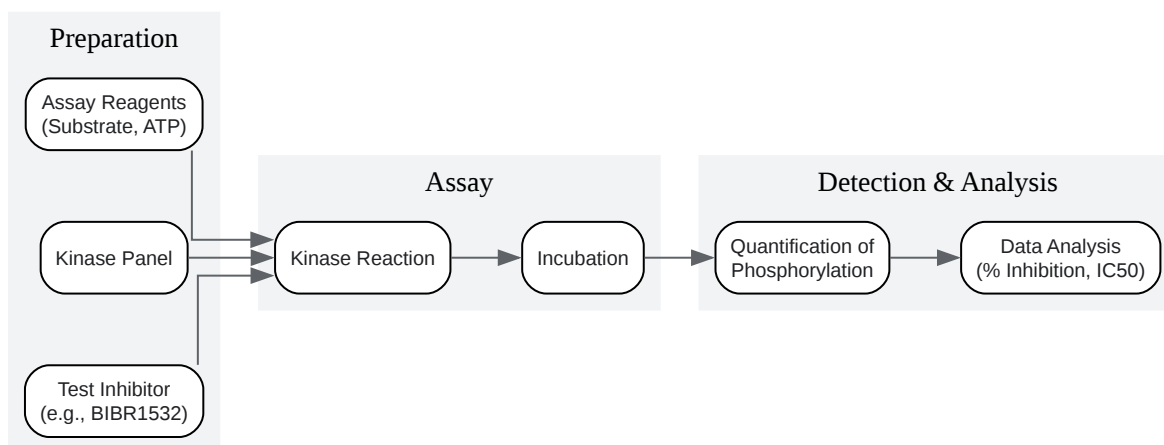 Preparation
Assay Reagents
(Substrate, ATP)
Kinase Panel
Test Inhibitor
(e.g., BIBR1532)
Assay
Kinase Reaction
Incubation
Detection & Analysis
Quantification of
Phosphorylation
Data Analysis
(% Inhibition, IC50)